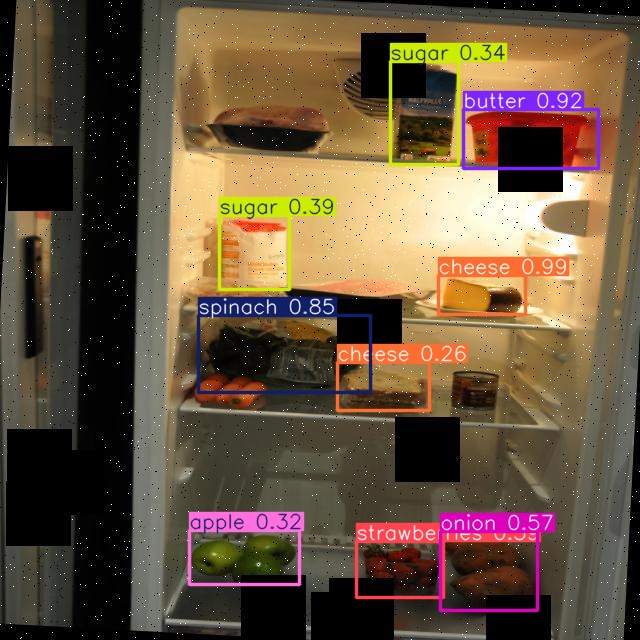 sugar 0.34
butter 0.92
sugar 0.39
cheese 0.99
spinach 0.85
cheese 0.26
apple 0.32
onion 0.57